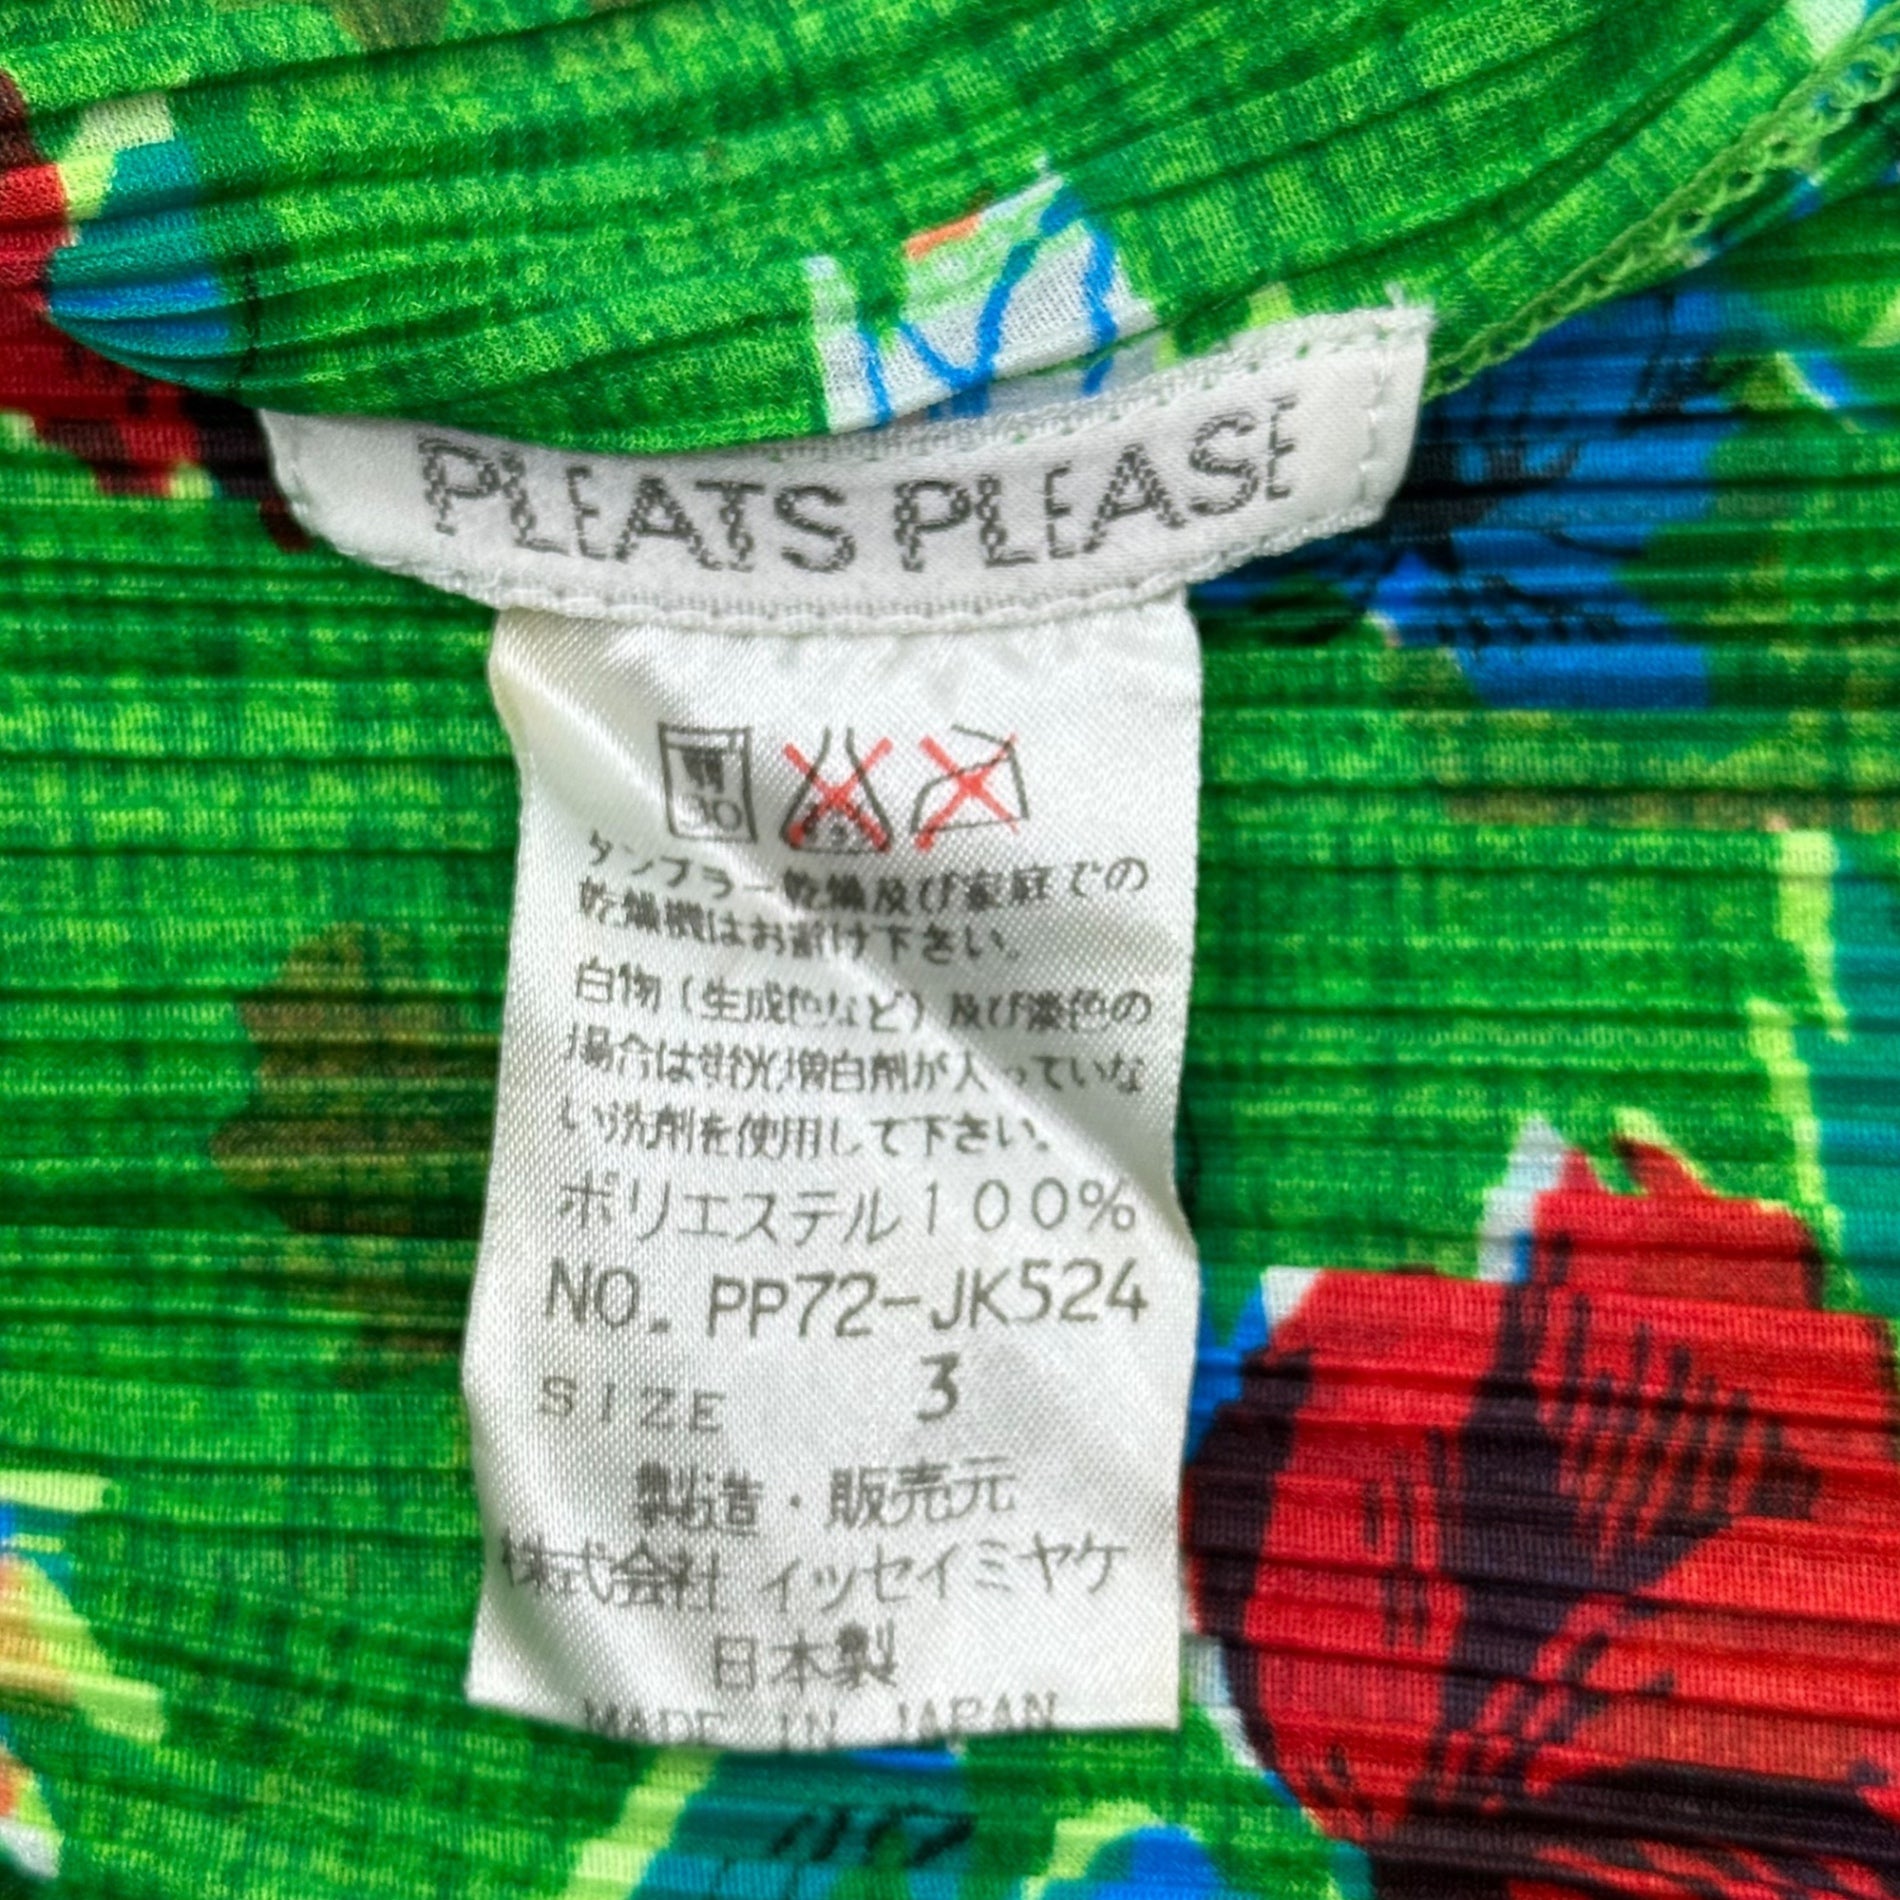 PLEATS PLEASE
30
タンブラー乾燥及び家庭での
乾燥機はお避け下さい。
白物(生成色など)及び淡色の
場合は蛍光増白剤が入っていな
い洗剤を使用して下さい。
ポリエステル100%
NO. PP72-JK524
SIZE 3
製造・販売元
株式会社 イッセイミヤケ
日本製
MADE IN JAPAN